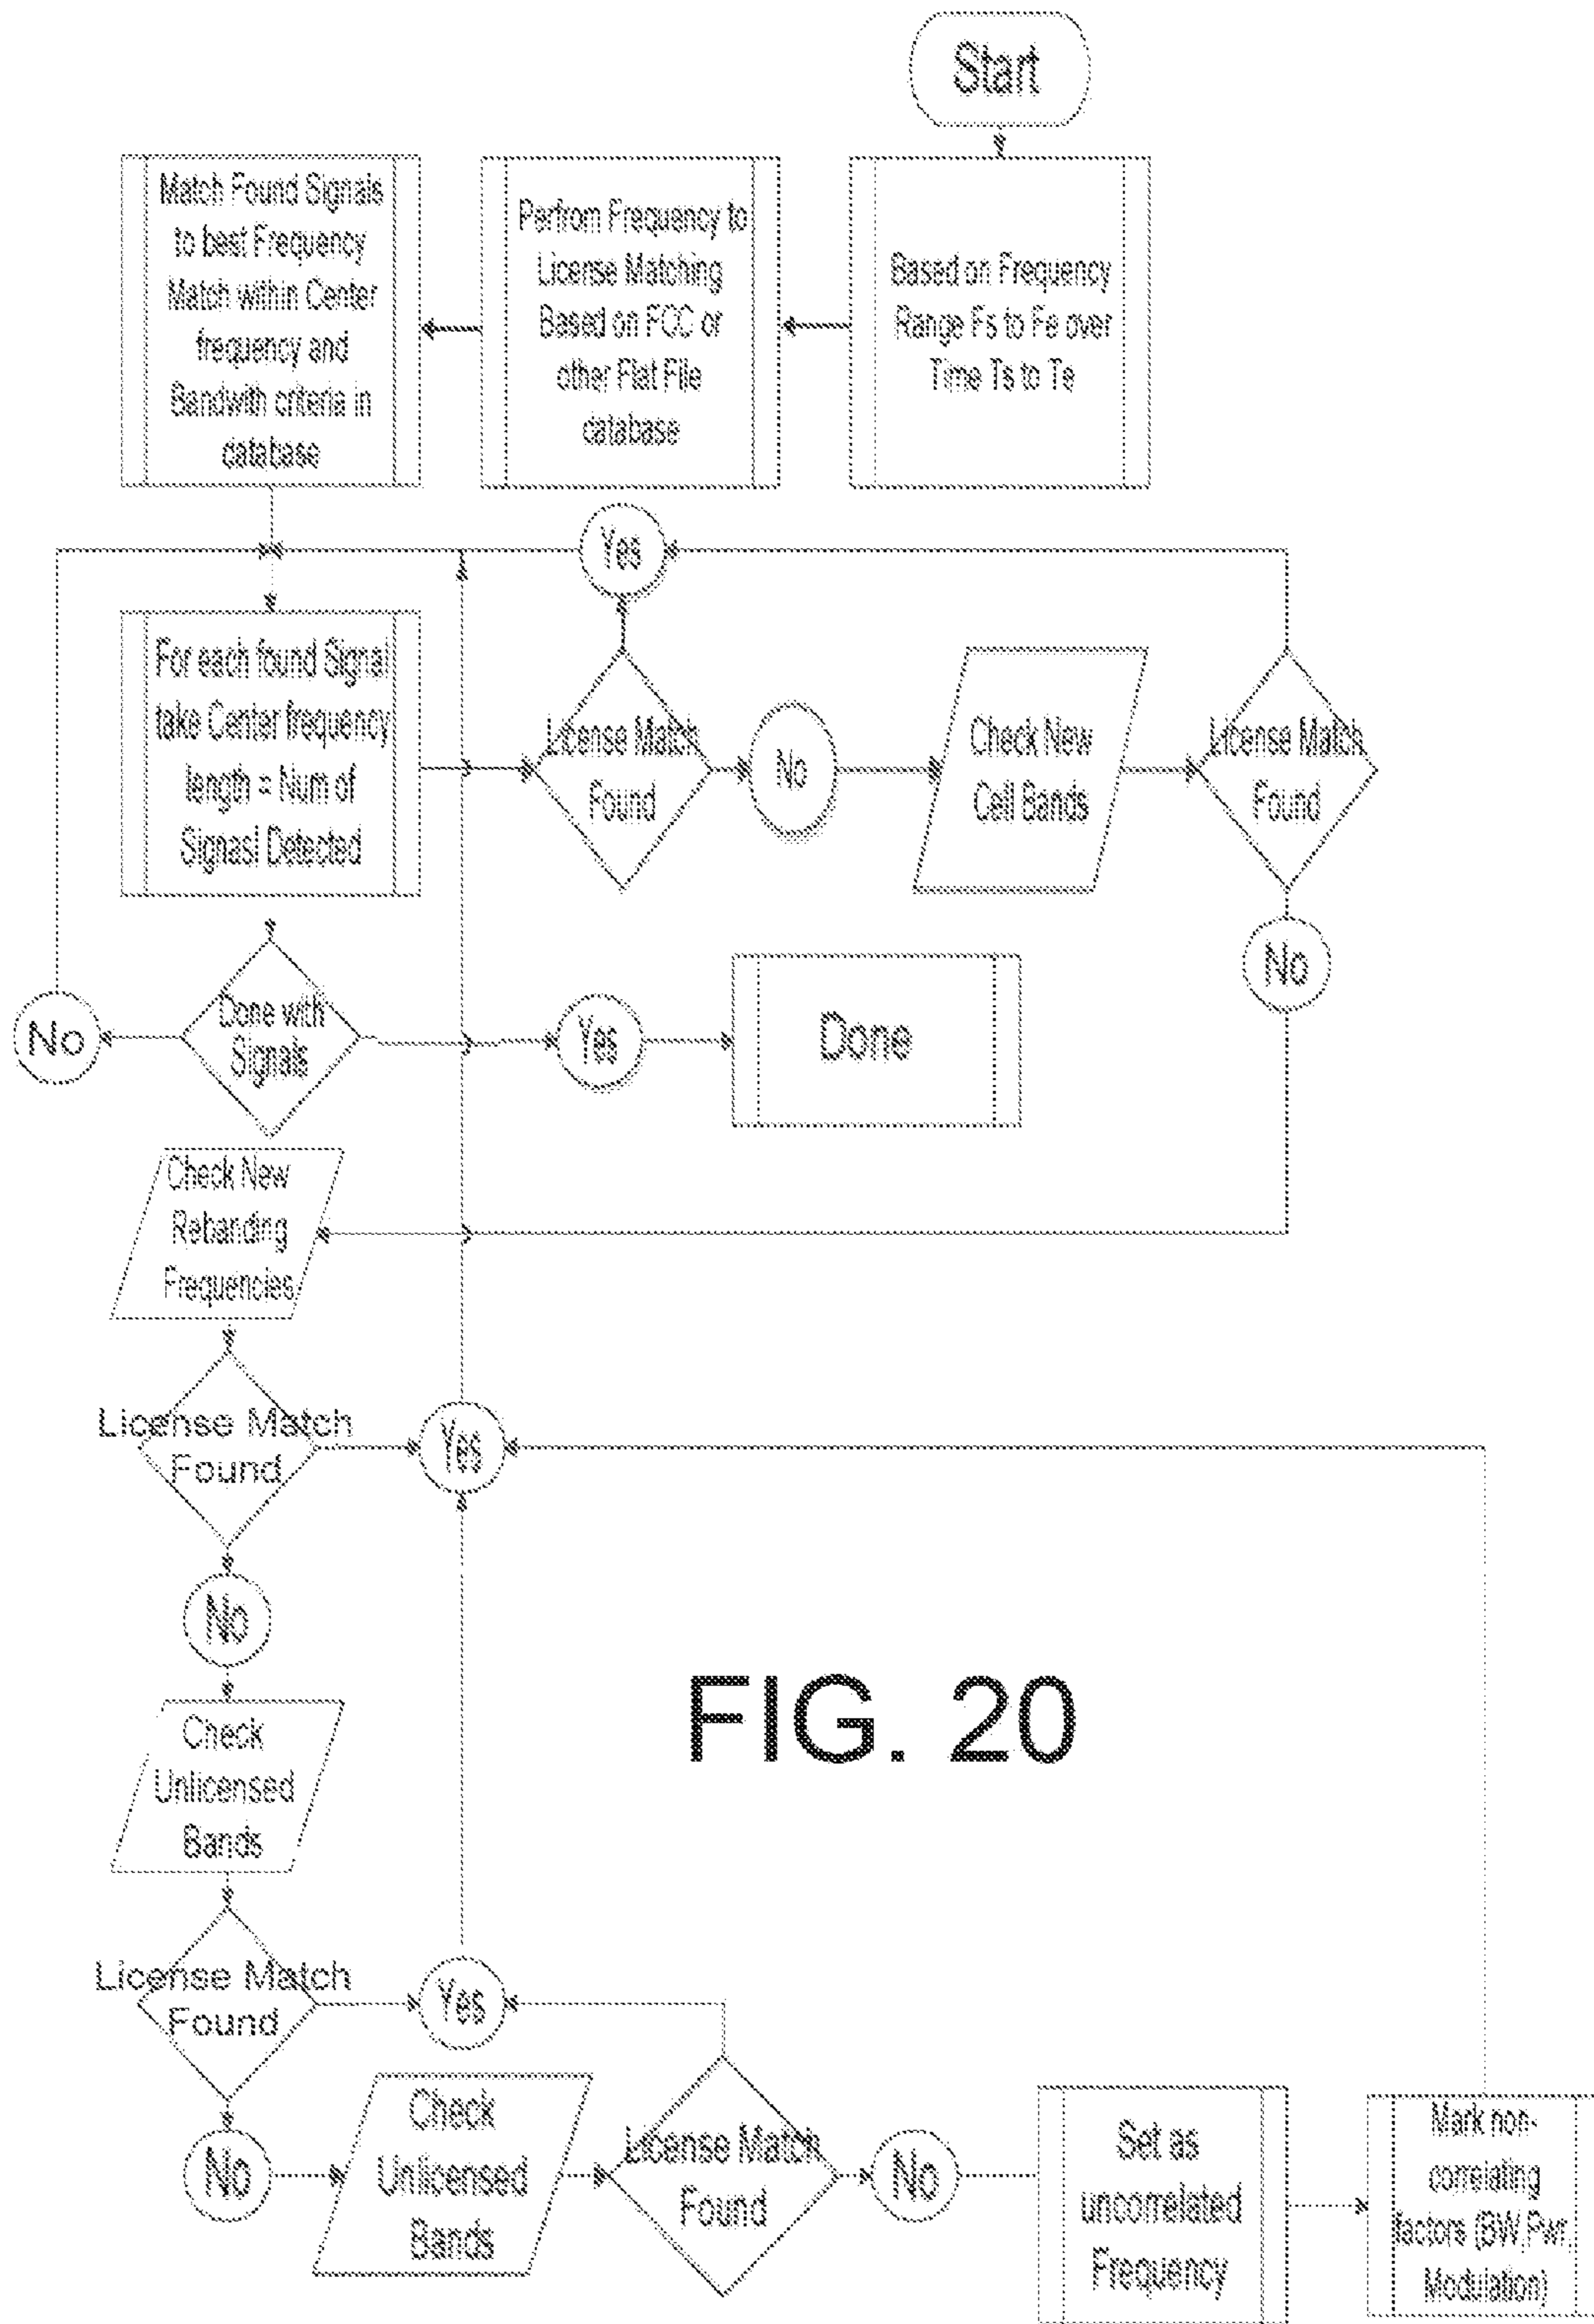 Start
Match Found Signals
to best Frequency
Match within Center
frequency and
Bandwith criteria in
database
Perfrom Frequency to
License Matching
Based on FCC or
other Flat File
database
Based on Frequency
Range Fs to Fe over
Time Ts to Te
Yes
For each found Signal
take Center frequency
length = Num of
Signasl Detected
License Match
Found
No
Check New
Cell Bands
License Match
Found
No
No
Done with
Signals
Yes
Done
Check New
Rebanding
Frequencies
License Match
Found
Yes
No
Check
Unlicensed
Bands
License Match
Found
Yes
No
Check
Unlicensed
Bands
License Match
Found
No
Set as
uncorrelated
Frequency
Mark non-
correlating
factors (BW,Pwr,
Modulation)
FIG. 20